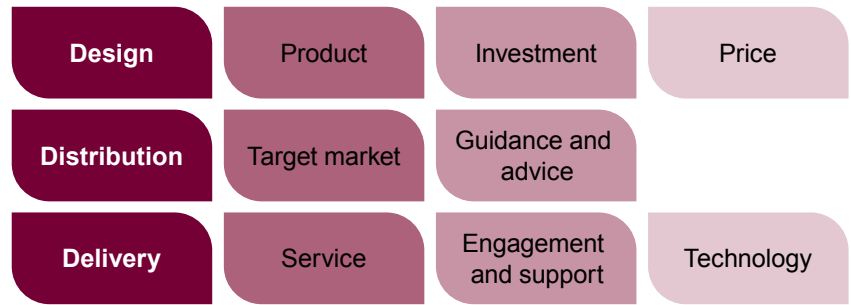 Design
Product
Investment
Price
Distribution
Target market
Guidance and
advice
Delivery
Service
Engagement
and support
Technology